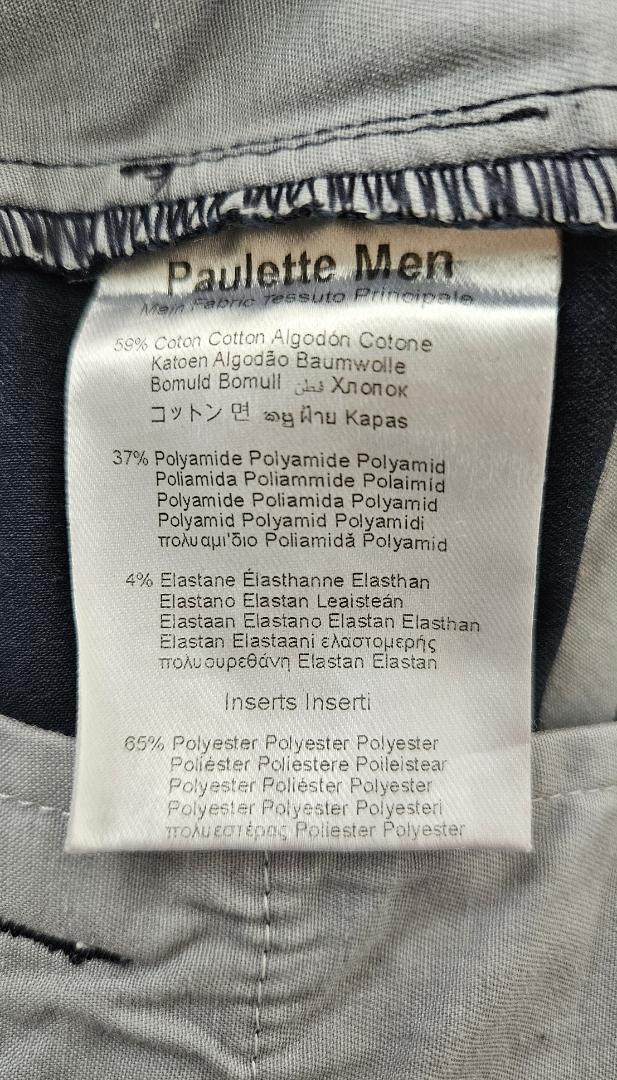 Paulette Men
Main Fabric Tessuto Principale
59% Coton Cotton Algodón Cotone
Katoen Algodão Baumwolle
Bomuld Bomull قطن Хлопок
コットン 면 ฝ้าย Kapas
37% Polyamide Polyamide Polyamid
Poliamida Poliammide Polaimid
Polyamide Poliamida Polyamid
Polyamid Polyamid Polyamidi
πολυαμι'διο Poliamidă Polyamid
4% Elastane Élasthanne Elasthan
Elastano Elastan Leaisteán
Elastaan Elastano Elastan Elasthan
Elastan Elastaani ελαστομερής
πολυουρεθάνη Elastan Elastan
Inserts Inserti
65% Polyester Polyester Polyester
Poliéster Poliestere Poileistear
Polyester Poliéster Polyester
Polyester Polyester Polyesteri
πολυεστέρας Poliester Polyester